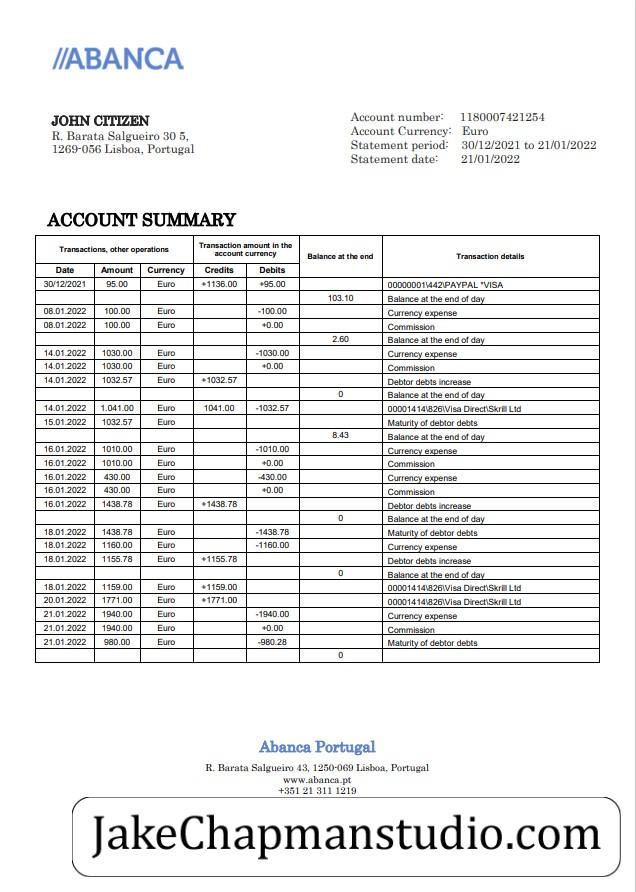 //ABANCA
JOHN CITIZEN
R. Barata Salgueiro 30 5,
1269-056 Lisboa, Portugal
Account number: 1180007421254
Account Currency: Euro
Statement period: 30/12/2021 to 21/01/2022
Statement date: 21/01/2022
ACCOUNT SUMMARY
Transactions, other operations Transaction amount in the account currency Balance at the end Transaction details
Date Amount Currency Credits Debits
30/12/2021 95.00 Euro +1136.00 +95.00 00000001\442\PAYPAL *VISA
103.10 Balance at the end of day
08.01.2022 100.00 Euro -100.00 Currency expense
08.01.2022 100.00 Euro +0.00 Commission
2.60 Balance at the end of day
14.01.2022 1030.00 Euro -1030.00 Currency expense
14.01.2022 1030.00 Euro +0.00 Commission
14.01.2022 1032.57 Euro +1032.57 Debtor debts increase
0 Balance at the end of day
14.01.2022 1.041.00 Euro 1041.00 -1032.57 00001414\826\Visa Direct\Skrill Ltd
15.01.2022 1032.57 Euro Maturity of debtor debts
8.43 Balance at the end of day
16.01.2022 1010.00 Euro -1010.00 Currency expense
16.01.2022 1010.00 Euro +0.00 Commission
16.01.2022 430.00 Euro -430.00 Currency expense
16.01.2022 430.00 Euro +0.00 Commission
16.01.2022 1438.78 Euro +1438.78 Debtor debts increase
0 Balance at the end of day
18.01.2022 1438.78 Euro -1438.78 Maturity of debtor debts
18.01.2022 1160.00 Euro -1160.00 Currency expense
18.01.2022 1155.78 Euro +1155.78 Debtor debts increase
0 Balance at the end of day
18.01.2022 1159.00 Euro +1159.00 00001414\826\Visa Direct\Skrill Ltd
20.01.2022 1771.00 Euro +1771.00 00001414\826\Visa Direct\Skrill Ltd
21.01.2022 1940.00 Euro -1940.00 Currency expense
21.01.2022 1940.00 Euro +0.00 Commission
21.01.2022 980.00 Euro -980.28 Maturity of debtor debts
0
Abanca Portugal
R. Barata Salgueiro 43, 1250-069 Lisboa, Portugal
www.abanca.pt
+351 21 311 1219
JakeChapmanstudio.com